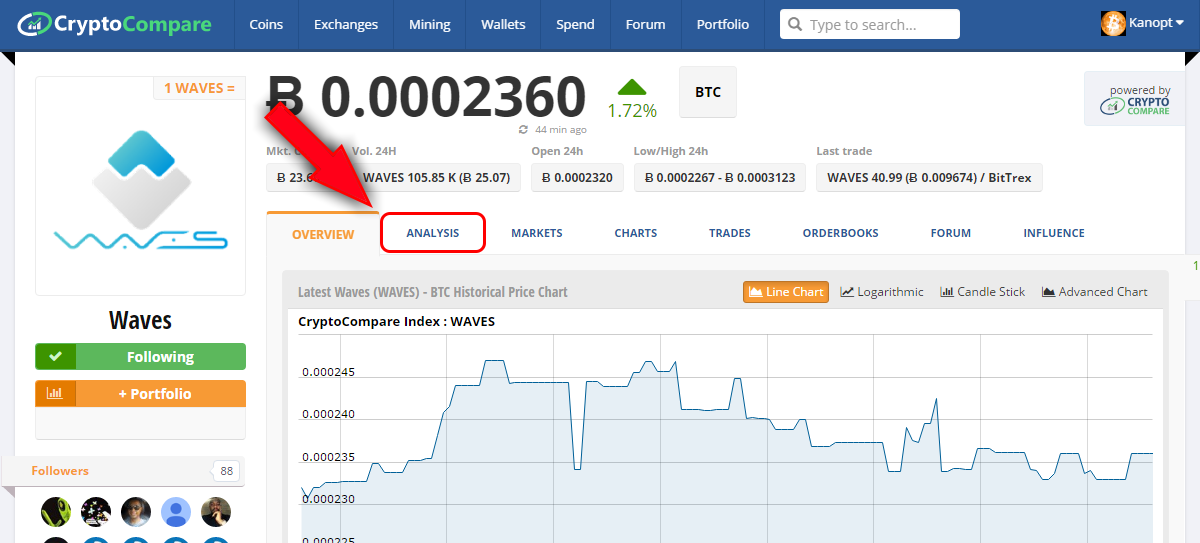 CryptoCompare
Coins
Exchanges
Mining
Wallets
Spend
Forum
Portfolio
Type to search...
Kanopt
1 WAVES =
Ƀ 0.0002360
1.72%
BTC
44 min ago
powered by
CRYPTO
COMPARE
Mkt.
Vol. 24H
Open 24h
Low/High 24h
Last trade
Ƀ 23.
WAVES 105.85 K (Ƀ 25.07)
Ƀ 0.0002320
Ƀ 0.0002267 - Ƀ 0.0003123
WAVES 40.99 (Ƀ 0.009674) / BitTrex
WAVES
OVERVIEW
ANALYSIS
MARKETS
CHARTS
TRADES
ORDERBOOKS
FORUM
INFLUENCE
1
Latest Waves (WAVES) - BTC Historical Price Chart
Line Chart
Logarithmic
Candle Stick
Advanced Chart
CryptoCompare Index : WAVES
Waves
Following
+ Portfolio
Followers
88
0.000245
0.000240
0.000235
0.000230
0.000225